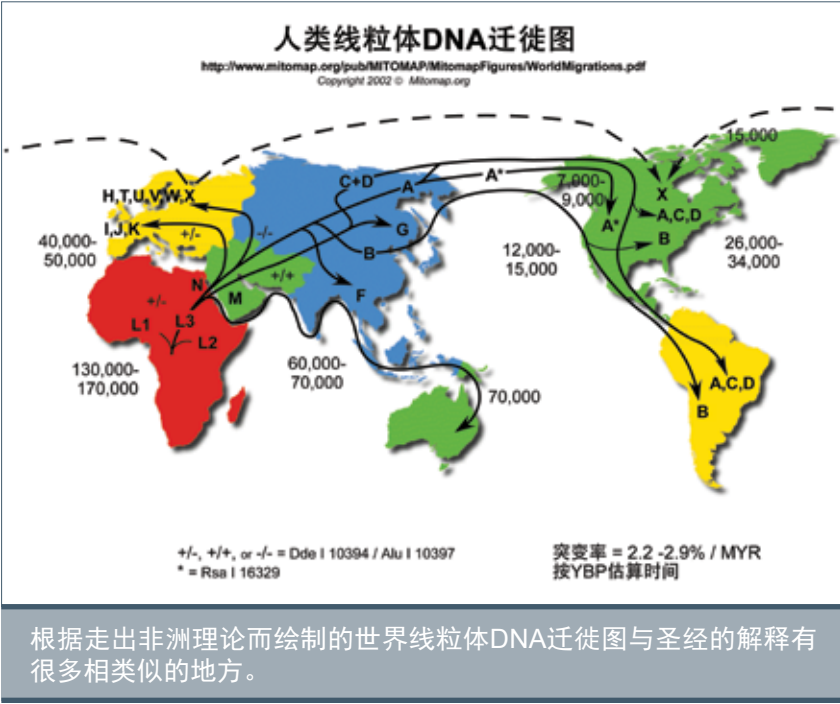 人类线粒体DNA迁徙图
http://www.mitomap.org/pub/MITOMAP/MitomapFigures/WorldMigrations.pdf
Copyright 2002 © Mitomap.org
15,000
C+D
A
A*
7,000-
9,000
X
H,T,U,V,W,X
A,C,D
A*
I,J,K
+/-
-/-
G
B
B
40,000-
50,000
12,000-
15,000
26,000-
34,000
N
+/+
M
F
+/-
L1
L3
L2
130,000-
170,000
60,000-
70,000
70,000
A,C,D
B
+/-, +/+, or -/- = Dde I 10394 / Alu I 10397
* = Rsa I 16329
突变率 = 2.2 -2.9% / MYR
按YBP估算时间
根据走出非洲理论而绘制的世界线粒体DNA迁徙图与圣经的解释有
很多相类似的地方。